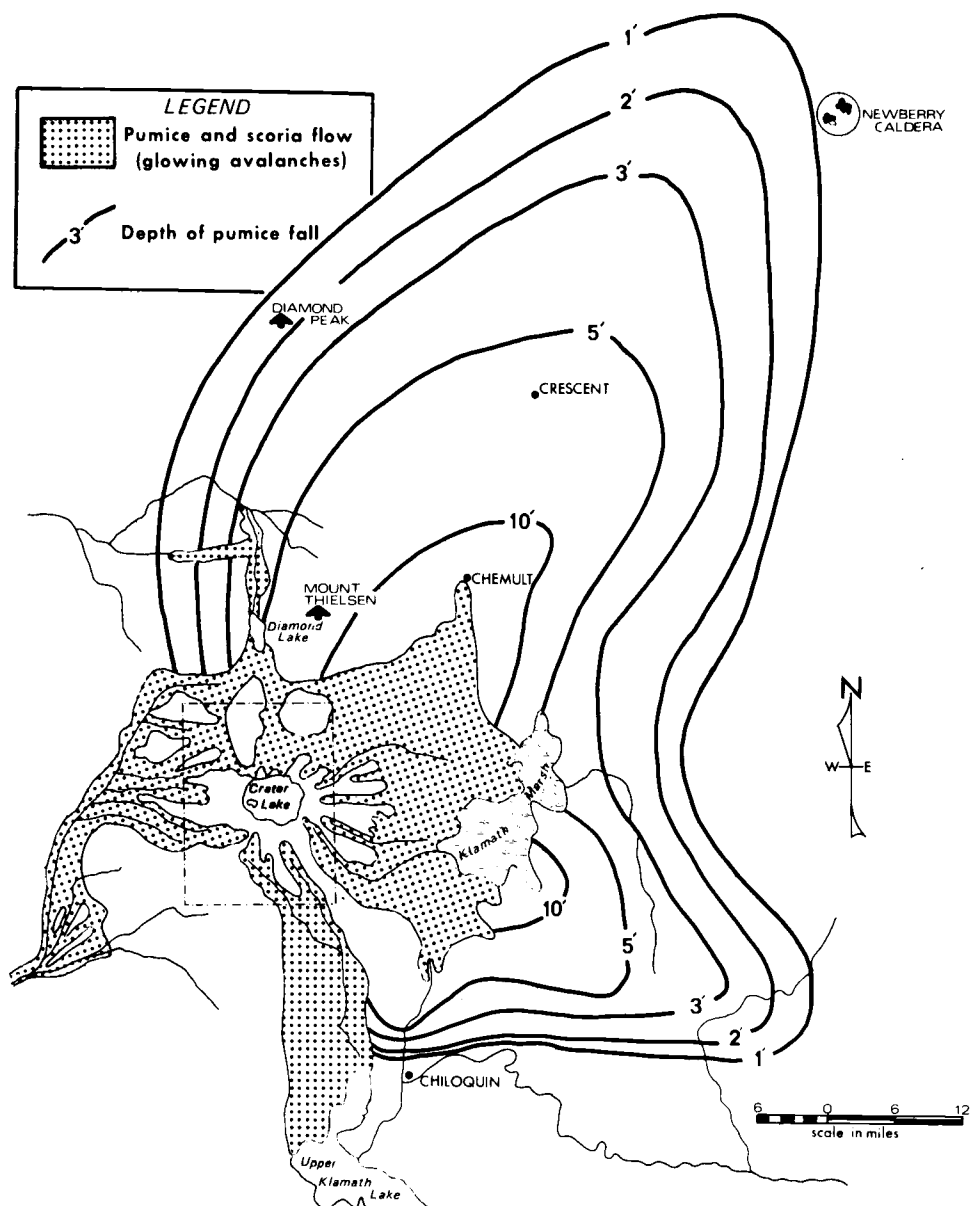 1'
2'
3'
NEWBERRY
CALDERA
LEGEND
Pumice and scoria flow
(glowing avalanches)
3'
Depth of pumice fall
DIAMOND
PEAK
5'
CRESCENT
10'
CHEMULT
MOUNT
THIELSEN
Diamond
Lake
N
W
E
Crater
Lake
Klamath
Marsh
10'
5'
3'
2'
1'
CHILOQUIN
6 0 6 12
scale in miles
Upper
Klamath
Lake